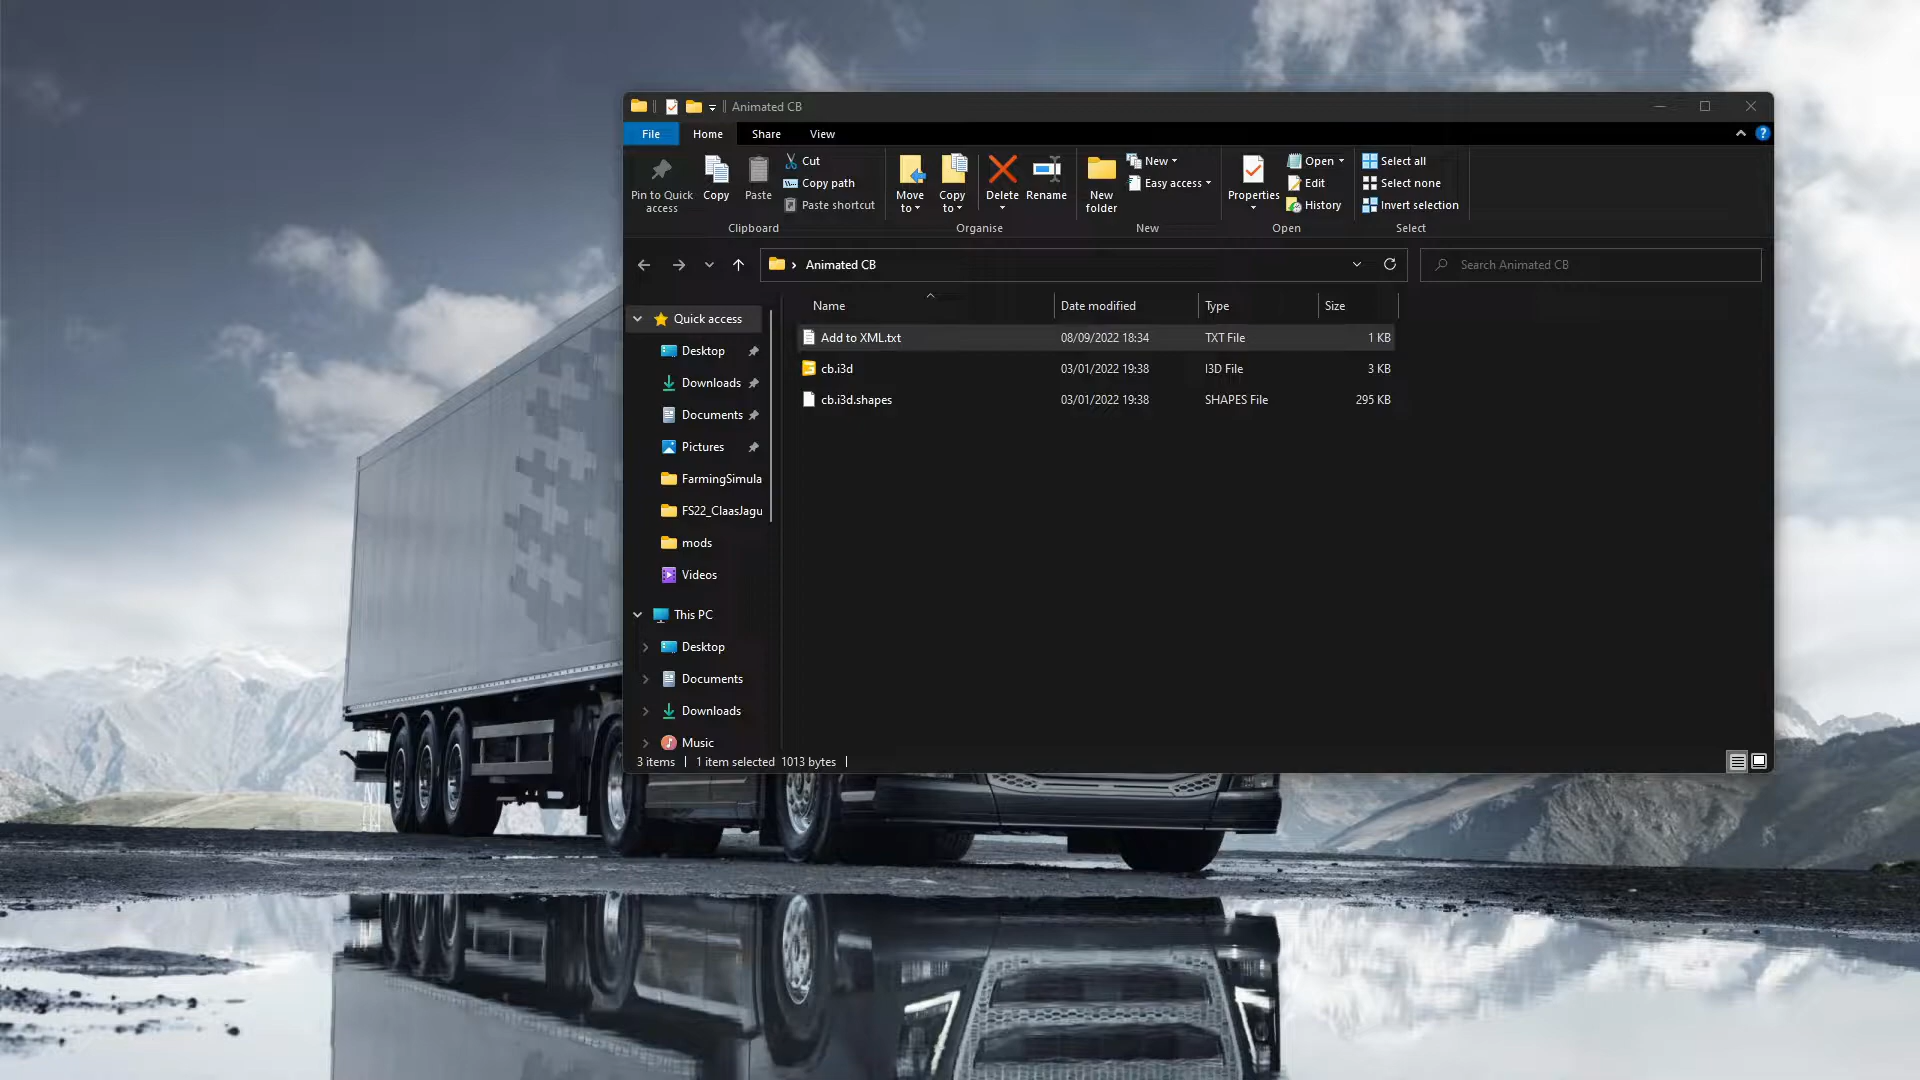 Animated CB
File Home Share View
Pin to Quick access
Copy
Paste
Cut
Copy path
Paste shortcut
Clipboard
Move to
Copy to
Delete
Rename
Organise
New folder
New
Easy access
New
Properties
Open
Edit
History
Open
Select all
Select none
Invert selection
Select
Animated CB
Search Animated CB
Quick access
Desktop
Downloads
Documents
Pictures
FarmingSimula
FS22_ClaasJagu
mods
Videos
This PC
Desktop
Documents
Downloads
Music
Name Date modified Type Size
Add to XML.txt 08/09/2022 18:34 TXT File 1 KB
cb.i3d 03/01/2022 19:38 I3D File 3 KB
cb.i3d.shapes 03/01/2022 19:38 SHAPES File 295 KB
3 items 1 item selected 1013 bytes